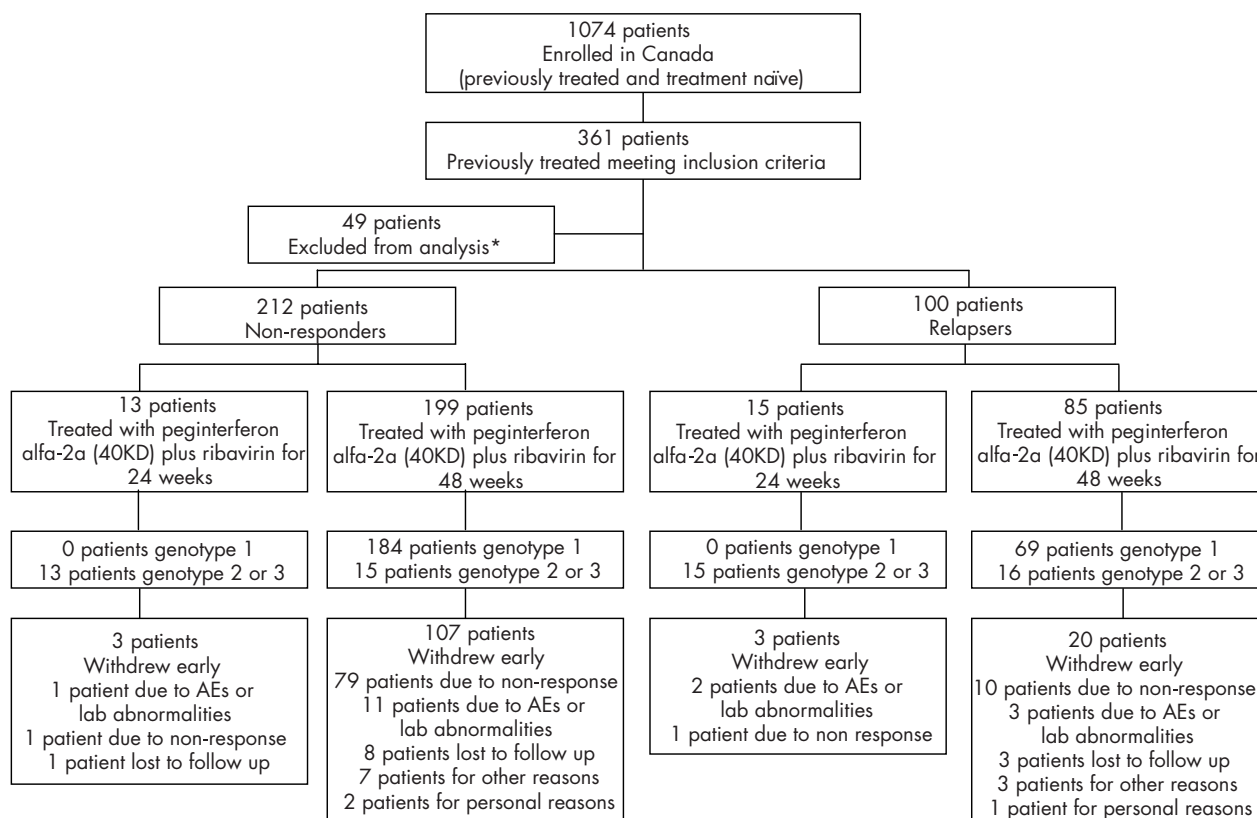 1074 patients
Enrolled in Canada
(previously treated and treatment naïve)
361 patients
Previously treated meeting inclusion criteria
49 patients
Excluded from analysis*
212 patients
Non-responders
100 patients
Relapsers
13 patients
Treated with peginterferon
alfa-2a (40KD) plus ribavirin for
24 weeks
199 patients
Treated with peginterferon
alfa-2a (40KD) plus ribavirin for
48 weeks
15 patients
Treated with peginterferon
alfa-2a (40KD) plus ribavirin for
24 weeks
85 patients
Treated with peginterferon
alfa-2a (40KD) plus ribavirin for
48 weeks
0 patients genotype 1
13 patients genotype 2 or 3
184 patients genotype 1
15 patients genotype 2 or 3
0 patients genotype 1
15 patients genotype 2 or 3
69 patients genotype 1
16 patients genotype 2 or 3
3 patients
Withdrew early
1 patient due to AEs or
lab abnormalities
1 patient due to non-response
1 patient lost to follow up
107 patients
Withdrew early
79 patients due to non-response
11 patients due to AEs or
lab abnormalities
8 patients lost to follow up
7 patients for other reasons
2 patients for personal reasons
3 patients
Withdrew early
2 patients due to AEs or
lab abnormalities
1 patient due to non response
20 patients
Withdrew early
10 patients due to non-response
3 patients due to AEs or
lab abnormalities
3 patients lost to follow up
3 patients for other reasons
1 patient for personal reasons